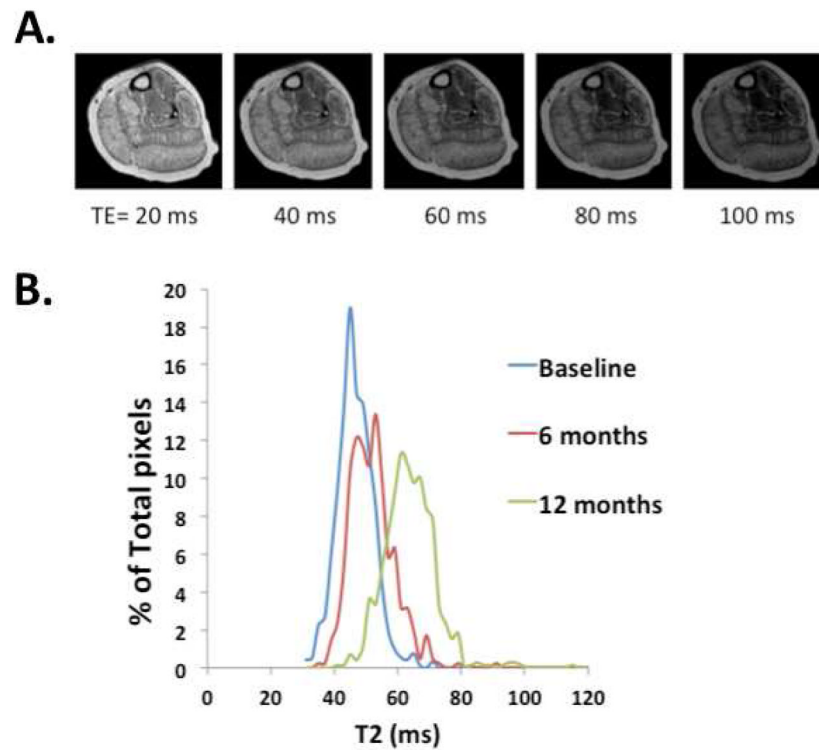 A.
TE= 20 ms
40 ms
60 ms
80 ms
100 ms
B.
% of Total pixels
20
18
16
14
12
10
8
6
4
2
0
0
20
40
60
80
100
120
T2 (ms)
Baseline
6 months
12 months